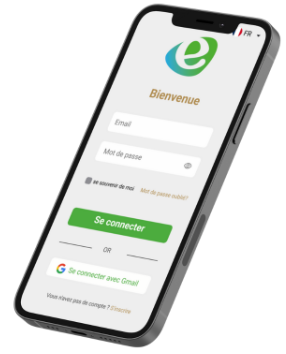 FR
e
Bienvenue
Email
Mot de passe
se souvenir de moi Mot de passe oublié?
Se connecter
OR
Se connecter avec Gmail
Vous n'avez pas de compte ? S'inscrire